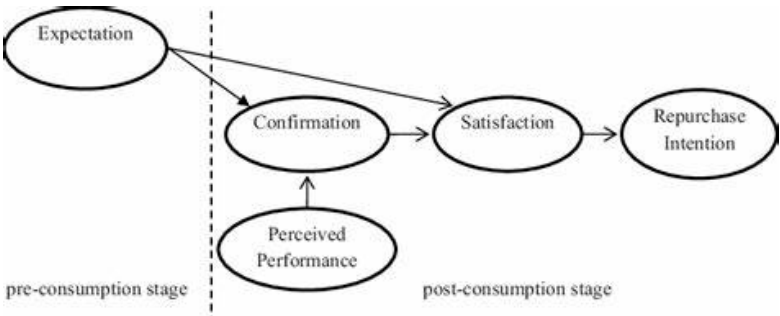 Expectation
Confirmation
Satisfaction
Repurchase
Intention
Perceived
Performance
pre-consumption stage
post-consumption stage